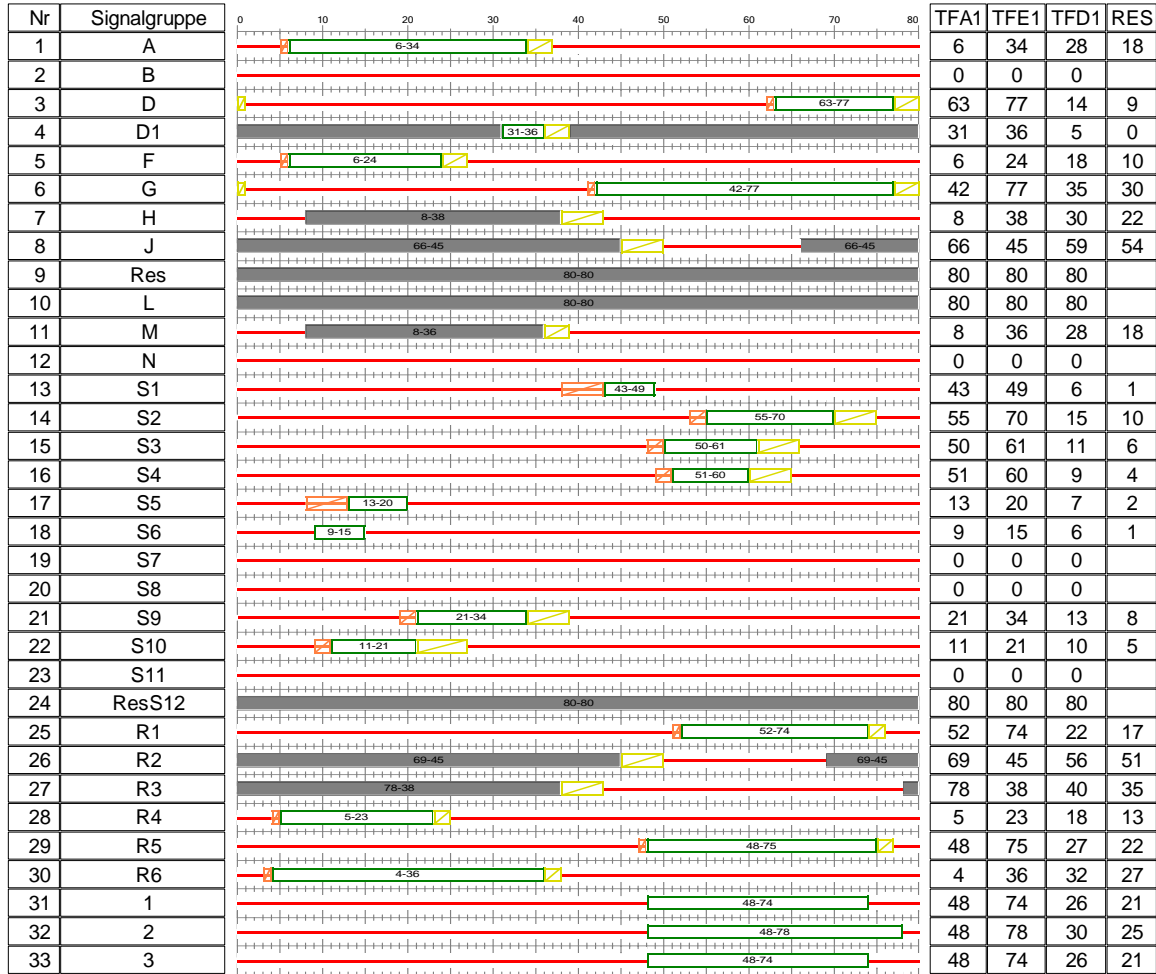 Nr Signalgruppe 0 10 20 30 40 50 60 70 80 TFA1 TFE1 TFD1 RES
1 A 6-34 6 34 28 18
2 B 0 0 0
3 D 63-77 63 77 14 9
4 D1 31-36 31 36 5 0
5 F 6-24 6 24 18 10
6 G 42-77 42 77 35 30
7 H 8-38 8 38 30 22
8 J 66-45 66-45 66 45 59 54
9 Res 80-80 80 80 80
10 L 80-80 80 80 80
11 M 8-36 8 36 28 18
12 N 0 0 0
13 S1 43-49 43 49 6 1
14 S2 55-70 55 70 15 10
15 S3 50-61 50 61 11 6
16 S4 51-60 51 60 9 4
17 S5 13-20 13 20 7 2
18 S6 9-15 9 15 6 1
19 S7 0 0 0
20 S8 0 0 0
21 S9 21-34 21 34 13 8
22 S10 11-21 11 21 10 5
23 S11 0 0 0
24 ResS12 80-80 80 80 80
25 R1 52-74 52 74 22 17
26 R2 69-45 69-45 69 45 56 51
27 R3 78-38 78 38 40 35
28 R4 5-23 5 23 18 13
29 R5 48-75 48 75 27 22
30 R6 4-36 4 36 32 27
31 1 48-74 48 74 26 21
32 2 48-78 48 78 30 25
33 3 48-74 48 74 26 21